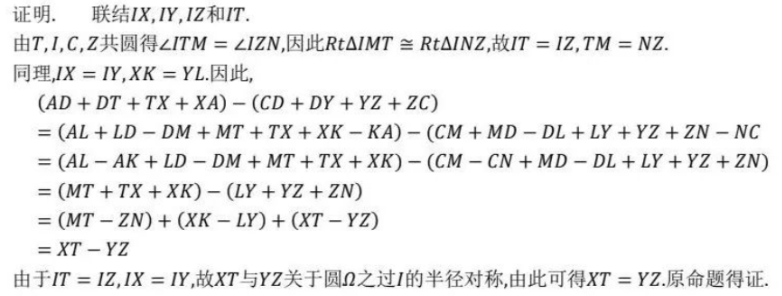 证明.　联结IX,IY,IZ和IT.
由T,I,C,Z共圆得∠ITM = ∠IZN,因此RtΔIMT ≅ RtΔINZ,故IT = IZ,TM = NZ.
同理,IX = IY,XK = YL.因此,
(AD + DT + TX + XA) − (CD + DY + YZ + ZC)
= (AL + LD − DM + MT + TX + XK − KA) − (CM + MD − DL + LY + YZ + ZN − NC
= (AL − AK + LD − DM + MT + TX + XK) − (CM − CN + MD − DL + LY + YZ + ZN)
= (MT + TX + XK) − (LY + YZ + ZN)
= (MT − ZN) + (XK − LY) + (XT − YZ)
= XT − YZ
由于IT = IZ,IX = IY,故XT与YZ关于圆Ω之过I的半径对称,由此可得XT = YZ.原命题得证.